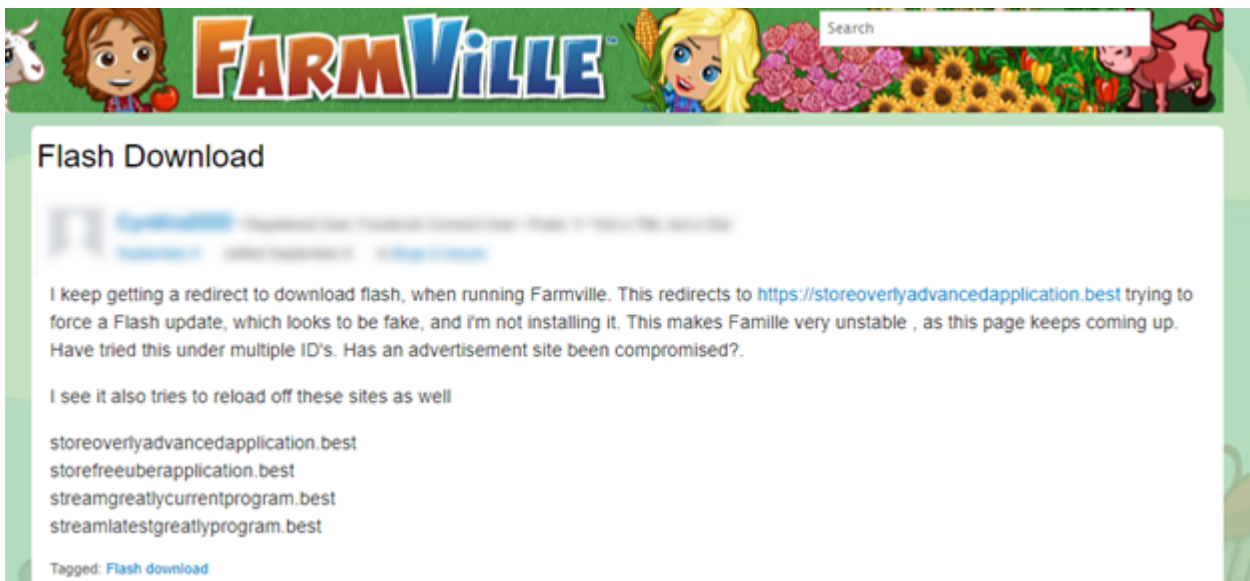 FARMVILLE™
Search
Flash Download
I keep getting a redirect to download flash, when running Farmville. This redirects to https://storeoverlyadvancedapplication.best trying to
force a Flash update, which looks to be fake, and i'm not installing it. This makes Famille very unstable , as this page keeps coming up.
Have tried this under multiple ID's. Has an advertisement site been compromised?.
I see it also tries to reload off these sites as well
storeoverlyadvancedapplication.best
storefreeuberapplication.best
streamgreatlycurrentprogram.best
streamlatestgreatlyprogram.best
Tagged: Flash download